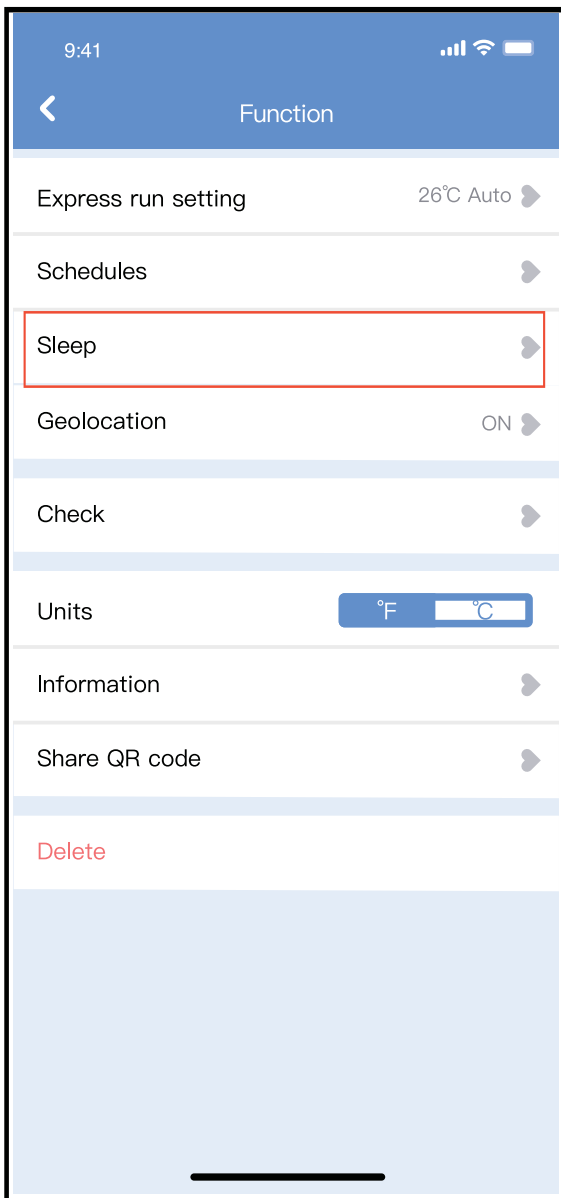 9:41
Function
Express run setting 26℃ Auto
Schedules
Sleep
Geolocation ON
Check
Units ℉ ℃
Information
Share QR code
Delete